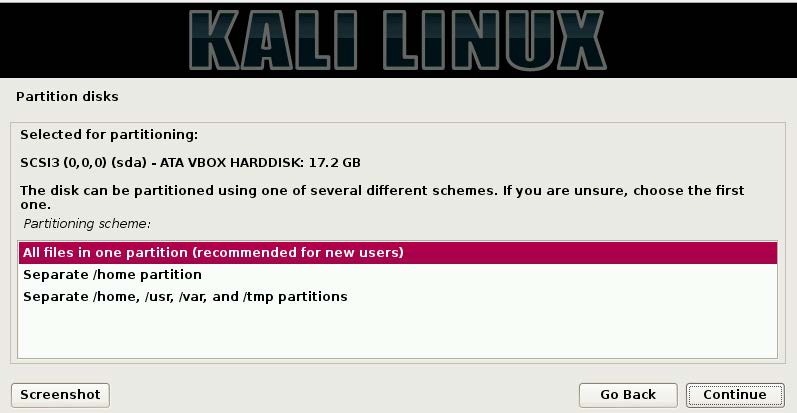 KALI LINUX
Partition disks
Selected for partitioning:
SCSI3 (0,0,0) (sda) - ATA VBOX HARDDISK: 17.2 GB
The disk can be partitioned using one of several different schemes. If you are unsure, choose the first
one.
Partitioning scheme:
All files in one partition (recommended for new users)
Separate /home partition
Separate /home, /usr, /var, and /tmp partitions
Screenshot Go Back Continue